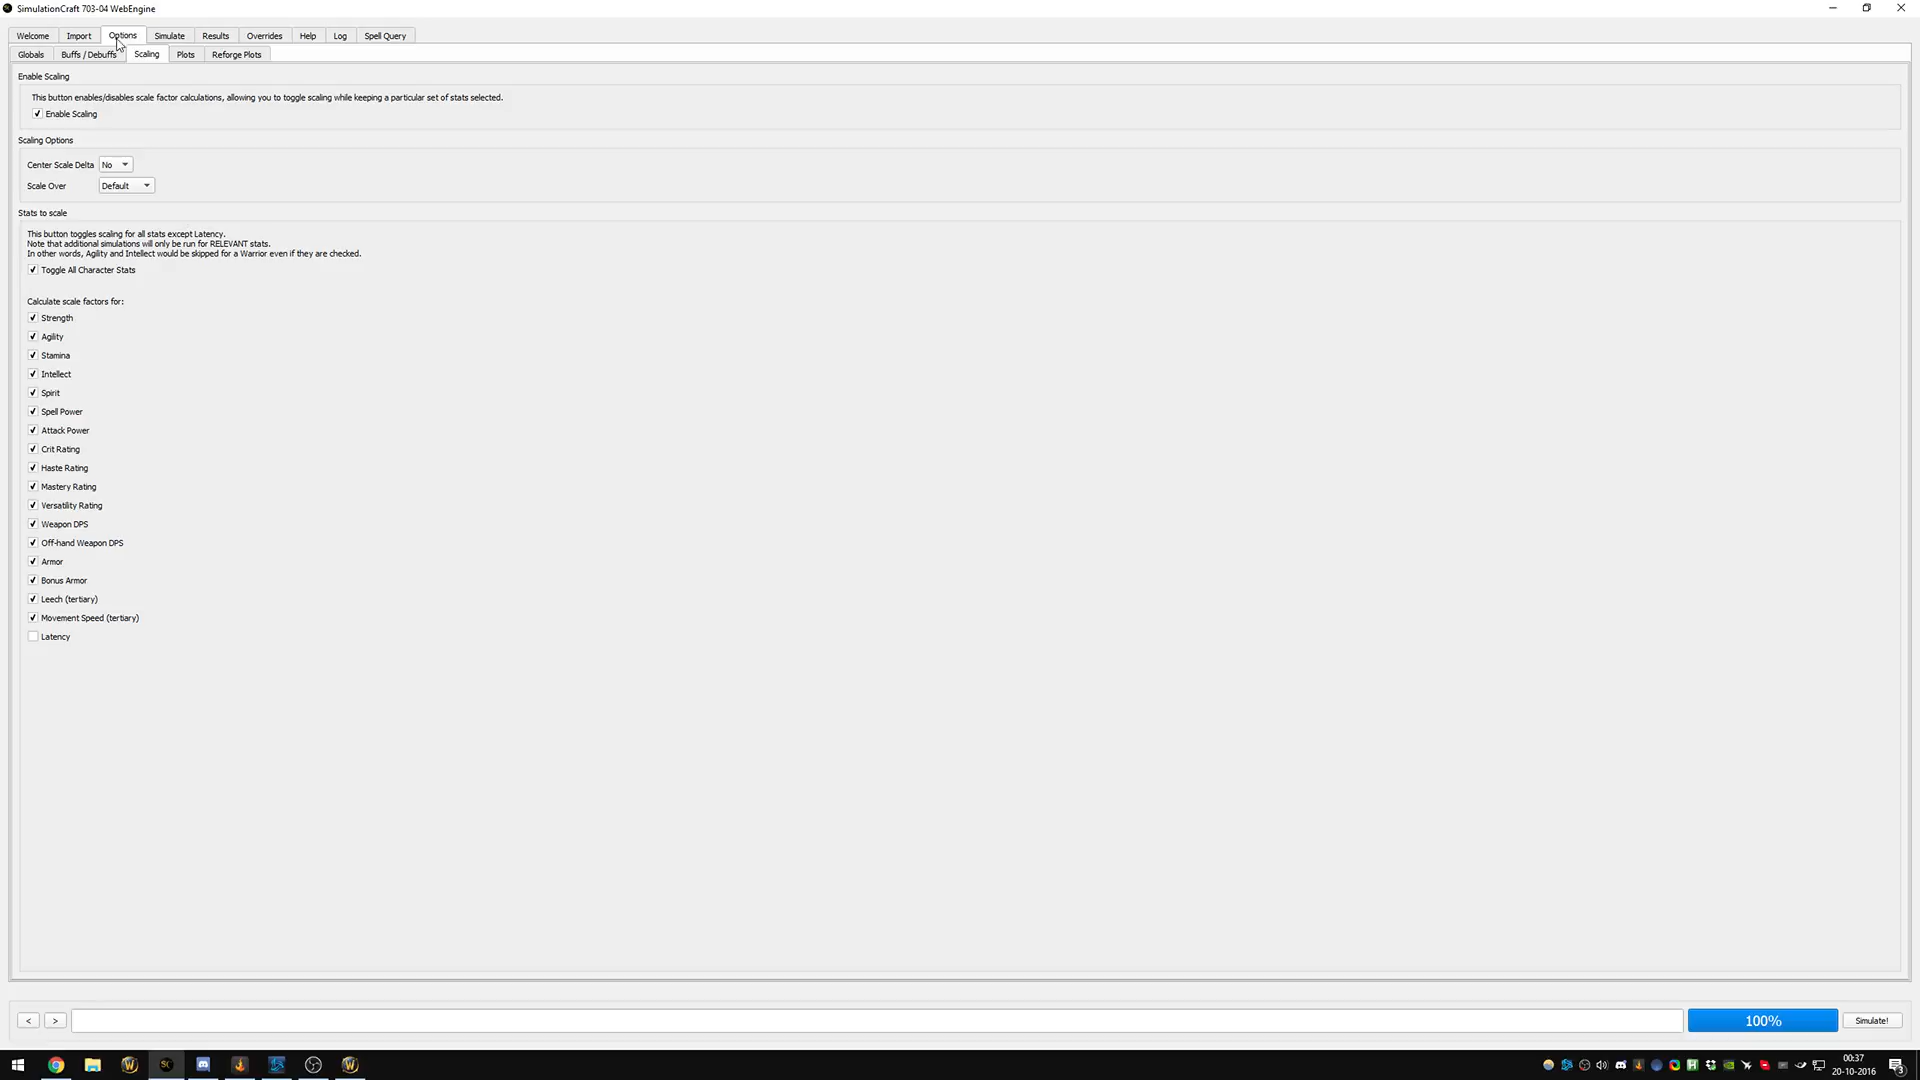 SimulationCraft 703-04 WebEngine
Welcome Import Options Simulate Results Overrides Help Log Spell Query
Globals Buffs / Debuffs Scaling Plots Reforge Plots
Enable Scaling
This button enables/disables scale factor calculations, allowing you to toggle scaling while keeping a particular set of stats selected.
Enable Scaling
Scaling Options
Center Scale Delta No
Scale Over Default
Stats to scale
This button toggles scaling for all stats except Latency.
Note that additional simulations will only be run for RELEVANT stats.
In other words, Agility and Intellect would be skipped for a Warrior even if they are checked.
Toggle All Character Stats
Calculate scale factors for:
Strength
Agility
Stamina
Intellect
Spirit
Spell Power
Attack Power
Crit Rating
Haste Rating
Mastery Rating
Versatility Rating
Weapon DPS
Off-hand Weapon DPS
Armor
Bonus Armor
Leech (tertiary)
Movement Speed (tertiary)
Latency
< > 100% Simulate!
00:37
20-10-2016